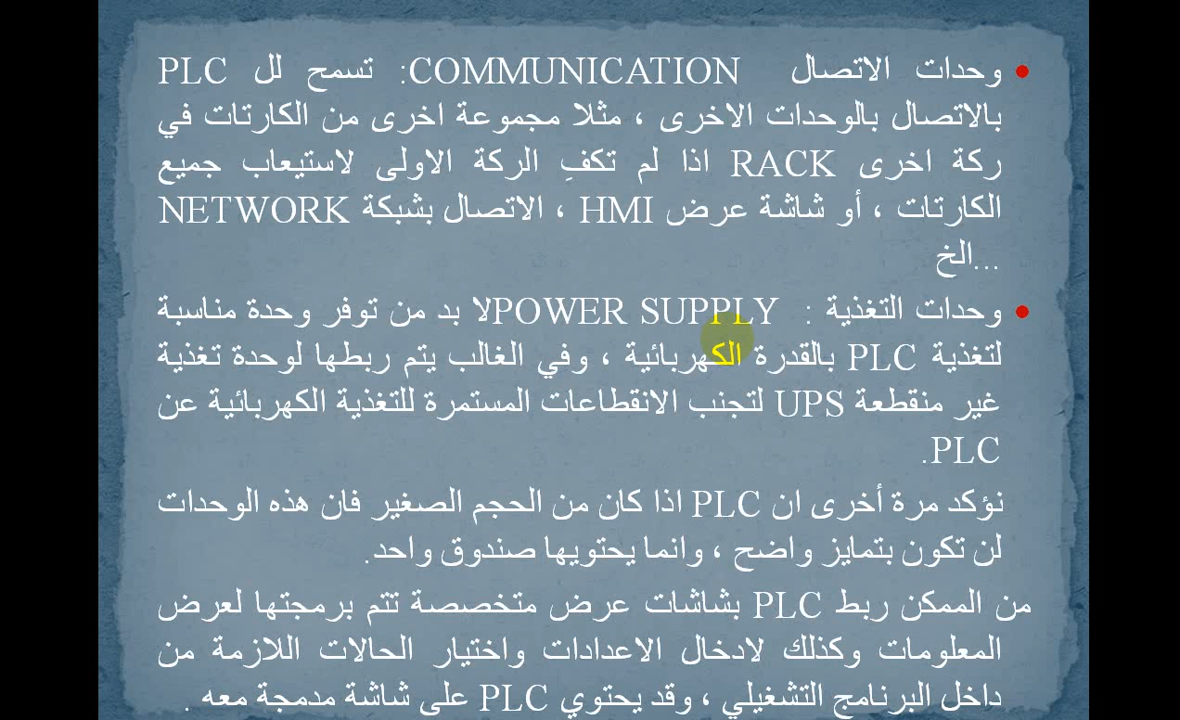 • وحدات الاتصال COMMUNICATION: تسمح لل PLC
بالاتصال بالوحدات الاخرى ، مثلا مجموعة اخرى من الكارتات في
ركة اخرى RACK اذا لم تكفِ الركة الاولى لاستيعاب جميع
الكارتات ، أو شاشة عرض HMI ، الاتصال بشبكة NETWORK
...الخ
• وحدات التغذية : POWER SUPPLYلا بد من توفر وحدة مناسبة
لتغذية PLC بالقدرة الكهربائية ، وفي الغالب يتم ربطها لوحدة تغذية
غير منقطعة UPS لتجنب الانقطاعات المستمرة للتغذية الكهربائية عن
PLC.
نؤكد مرة أخرى ان PLC اذا كان من الحجم الصغير فان هذه الوحدات
لن تكون بتمايز واضح ، وانما يحتويها صندوق واحد.
من الممكن ربط PLC بشاشات عرض متخصصة تتم برمجتها لعرض
المعلومات وكذلك لادخال الاعدادات واختيار الحالات اللازمة من
داخل البرنامج التشغيلي ، وقد يحتوي PLC على شاشة مدمجة معه .